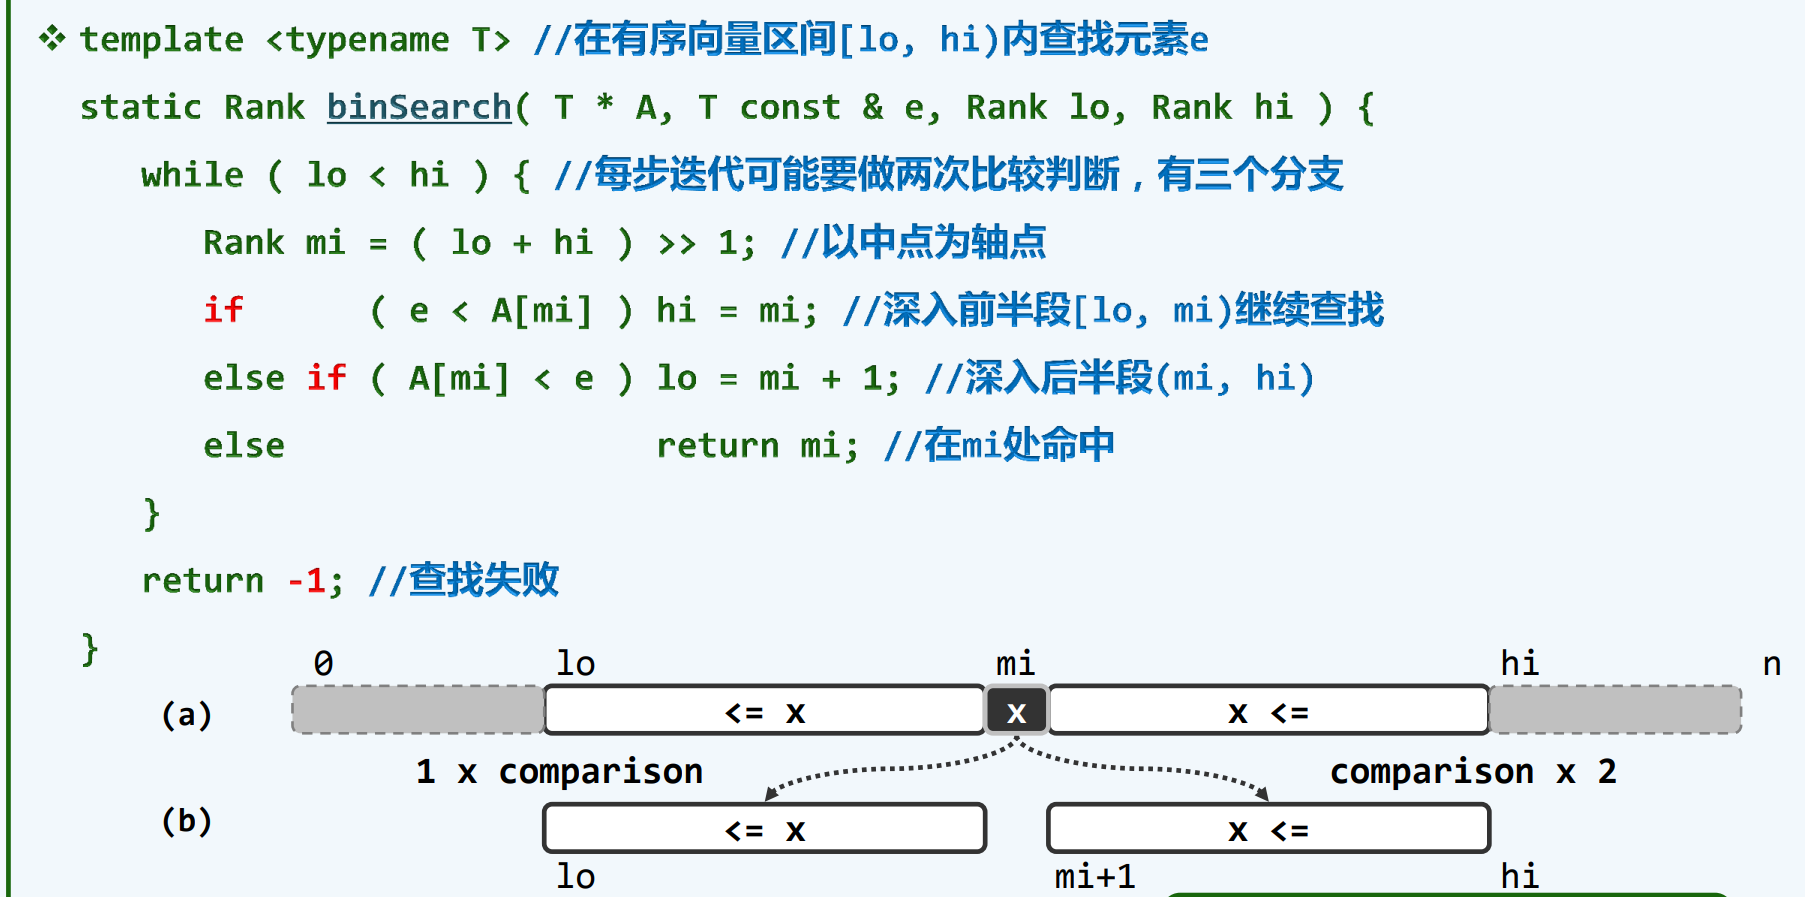 ❖ template <typename T> //在有序向量区间[lo, hi)内查找元素e
static Rank binSearch( T * A, T const & e, Rank lo, Rank hi ) {
while ( lo < hi ) { //每步迭代可能要做两次比较判断，有三个分支
Rank mi = ( lo + hi ) >> 1; //以中点为轴点
if ( e < A[mi] ) hi = mi; //深入前半段[lo, mi)继续查找
else if ( A[mi] < e ) lo = mi + 1; //深入后半段(mi, hi)
else return mi; //在mi处命中
}
return -1; //查找失败
}
0 lo mi hi n
(a) <= x x x <=
1 x comparison comparison x 2
(b) <= x x <=
lo mi+1 hi